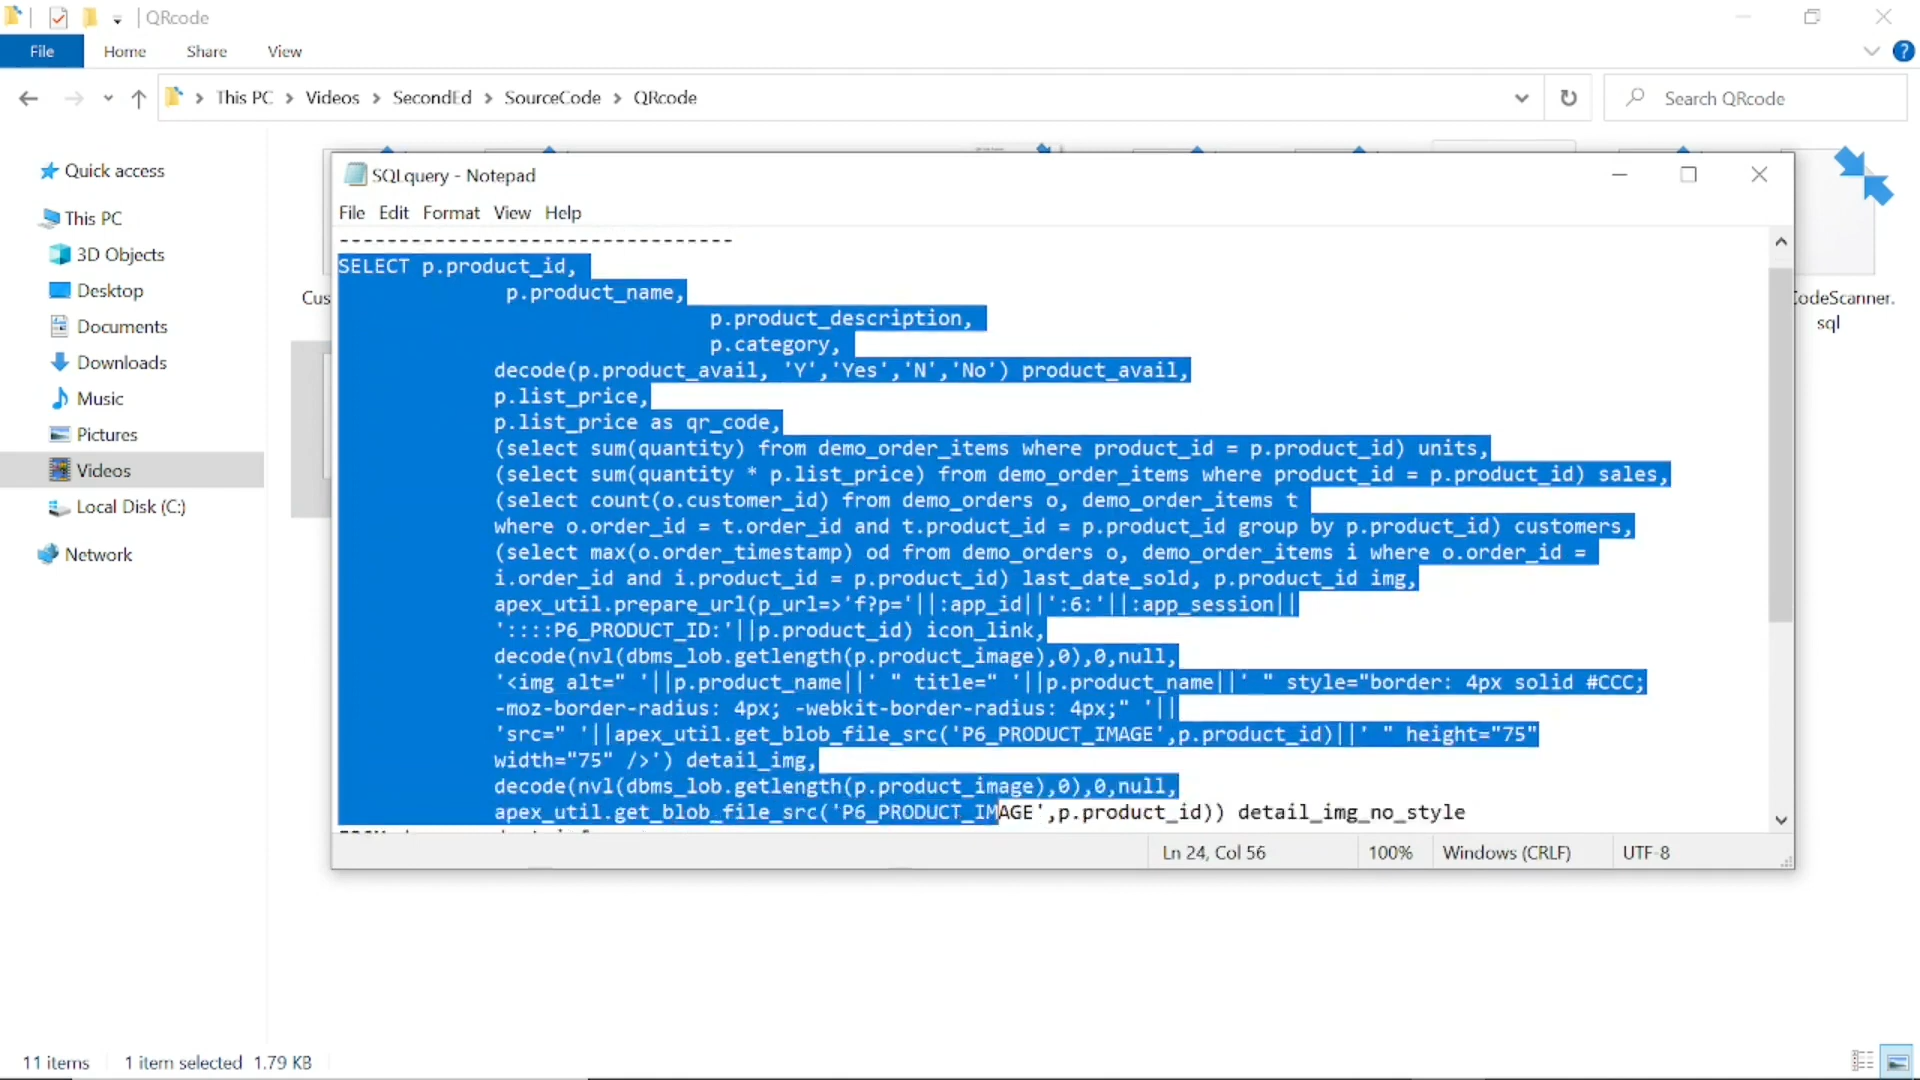 QRcode
File Home Share View
This PC Videos SecondEd SourceCode QRcode
Search QRcode
Quick access
This PC
3D Objects
Desktop
Documents
Downloads
Music
Pictures
Videos
Local Disk (C:)
Network
Cus
CodeScanner.
sql
SQLquery - Notepad
File Edit Format View Help
---------------------------------
SELECT p.product_id,
p.product_name,
p.product_description,
p.category,
decode(p.product_avail, 'Y','Yes','N','No') product_avail,
p.list_price,
p.list_price as qr_code,
(select sum(quantity) from demo_order_items where product_id = p.product_id) units,
(select sum(quantity * p.list_price) from demo_order_items where product_id = p.product_id) sales,
(select count(o.customer_id) from demo_orders o, demo_order_items t
where o.order_id = t.order_id and t.product_id = p.product_id group by p.product_id) customers,
(select max(o.order_timestamp) od from demo_orders o, demo_order_items i where o.order_id =
i.order_id and i.product_id = p.product_id) last_date_sold, p.product_id img,
apex_util.prepare_url(p_url=>'f?p='||:app_id||':6:'||:app_session||
'::::P6_PRODUCT_ID:'||p.product_id) icon_link,
decode(nvl(dbms_lob.getlength(p.product_image),0),0,null,
'<img alt=" '||p.product_name||' " title=" '||p.product_name||' " style="border: 4px solid #CCC;
-moz-border-radius: 4px; -webkit-border-radius: 4px;" '||
'src=" '||apex_util.get_blob_file_src('P6_PRODUCT_IMAGE',p.product_id)||' " height="75"
width="75" />') detail_img,
decode(nvl(dbms_lob.getlength(p.product_image),0),0,null,
apex_util.get_blob_file_src('P6_PRODUCT_IMAGE',p.product_id)) detail_img_no_style
Ln 24, Col 56 100% Windows (CRLF) UTF-8
11 items 1 item selected 1.79 KB